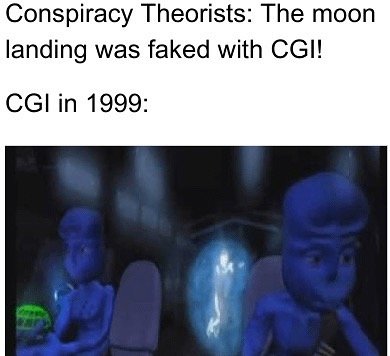 Conspiracy Theorists: The moon
landing was faked with CGI!
CGI in 1999: